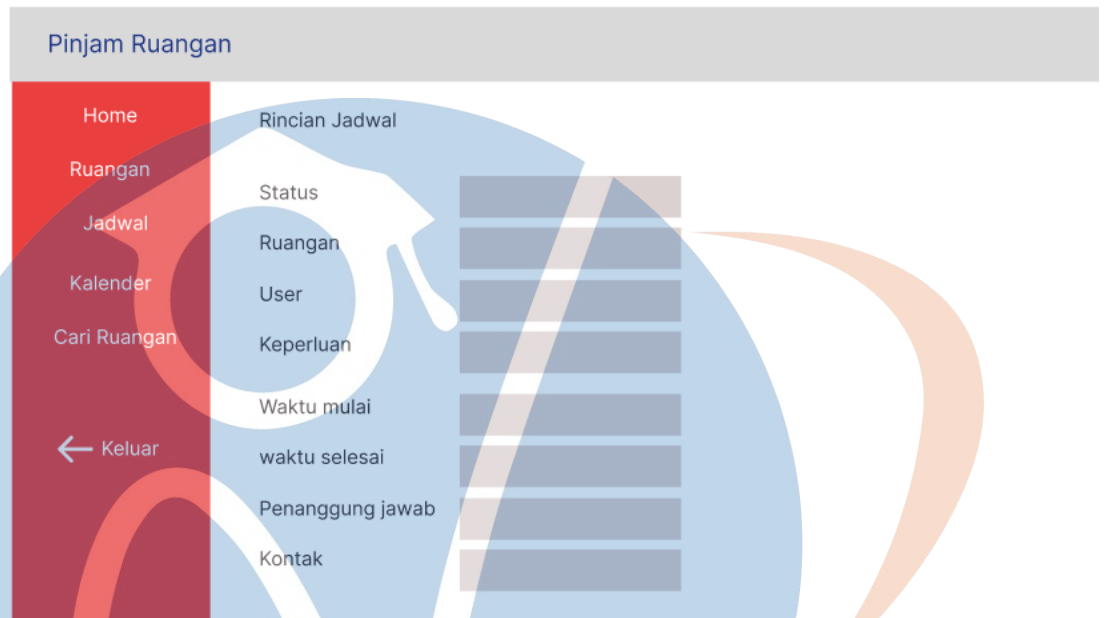 Pinjam Ruangan
Home
Ruangan
Jadwal
Kalender
Cari Ruangan
Keluar
Rincian Jadwal
Status
Ruangan
User
Keperluan
Waktu mulai
waktu selesai
Penanggung jawab
Kontak